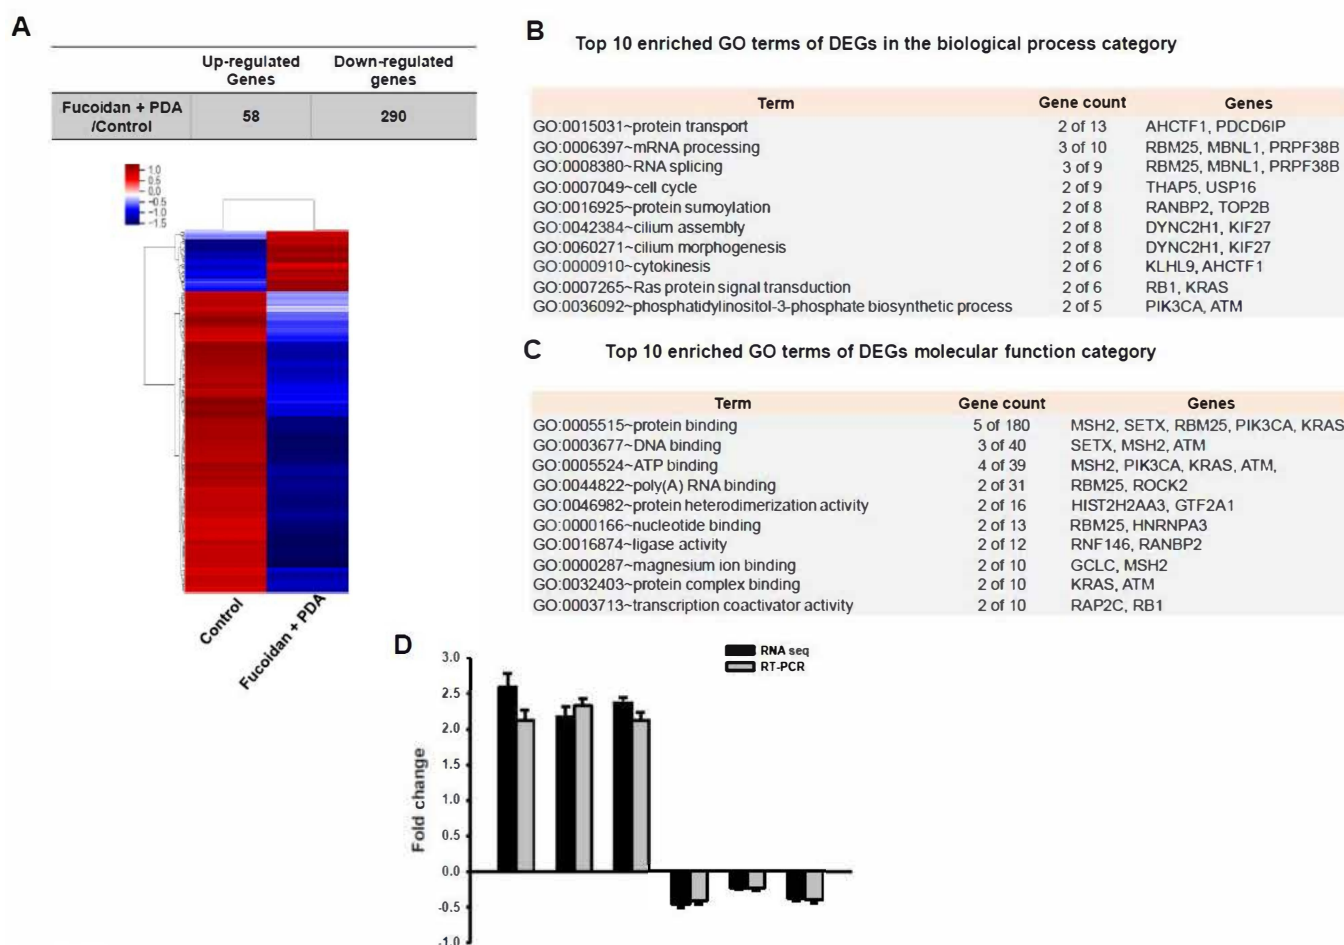 A
Up-regulated Genes Down-regulated genes
Fucoidan + PDA /Control 58 290
1.0
0.5
0.0
-0.5
-1.0
-1.5
Control
Fucoidan + PDA
B
Top 10 enriched GO terms of DEGs in the biological process category
Term Gene count Genes
GO:0015031~protein transport 2 of 13 AHCTF1, PDCD6IP
GO:0006397~mRNA processing 3 of 10 RBM25, MBNL1, PRPF38B
GO:0008380~RNA splicing 3 of 9 RBM25, MBNL1, PRPF38B
GO:0007049~cell cycle 2 of 9 THAP5, USP16
GO:0016925~protein sumoylation 2 of 8 RANBP2, TOP2B
GO:0042384~cilium assembly 2 of 8 DYNC2H1, KIF27
GO:0060271~cilium morphogenesis 2 of 8 DYNC2H1, KIF27
GO:0000910~cytokinesis 2 of 6 KLHL9, AHCTF1
GO:0007265~Ras protein signal transduction 2 of 6 RB1, KRAS
GO:0036092~phosphatidylinositol-3-phosphate biosynthetic process 2 of 5 PIK3CA, ATM
C
Top 10 enriched GO terms of DEGs molecular function category
Term Gene count Genes
GO:0005515~protein binding 5 of 180 MSH2, SETX, RBM25, PIK3CA, KRAS
GO:0003677~DNA binding 3 of 40 SETX, MSH2, ATM
GO:0005524~ATP binding 4 of 39 MSH2, PIK3CA, KRAS, ATM,
GO:0044822~poly(A) RNA binding 2 of 31 RBM25, ROCK2
GO:0046982~protein heterodimerization activity 2 of 16 HIST2H2AA3, GTF2A1
GO:0000166~nucleotide binding 2 of 13 RBM25, HNRNPA3
GO:0016874~ligase activity 2 of 12 RNF146, RANBP2
GO:0000287~magnesium ion binding 2 of 10 GCLC, MSH2
GO:0032403~protein complex binding 2 of 10 KRAS, ATM
GO:0003713~transcription coactivator activity 2 of 10 RAP2C, RB1
D
RNA seq
RT-PCR
Fold change
3.0
2.5
2.0
1.5
1.0
0.5
0.0
-0.5
-1.0